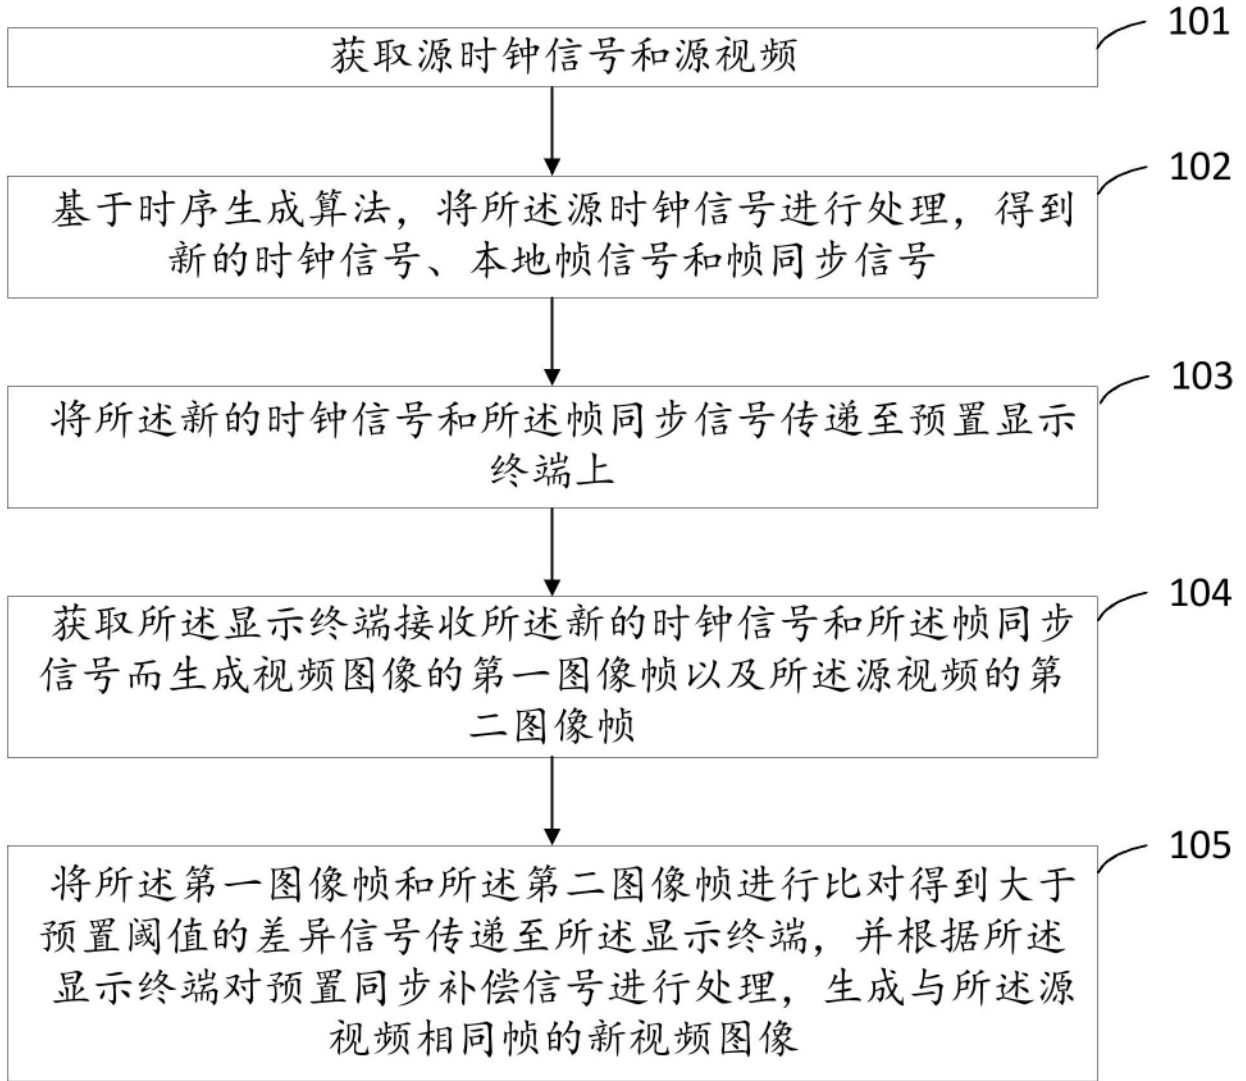 101
获取源时钟信号和源视频
102
基于时序生成算法，将所述源时钟信号进行处理，得到
新的时钟信号、本地帧信号和帧同步信号
103
将所述新的时钟信号和所述帧同步信号传递至预置显示
终端上
104
获取所述显示终端接收所述新的时钟信号和所述帧同步
信号而生成视频图像的第一图像帧以及所述源视频的第
二图像帧
105
将所述第一图像帧和所述第二图像帧进行比对得到大于
预置阈值的差异信号传递至所述显示终端，并根据所述
显示终端对预置同步补偿信号进行处理，生成与所述源
视频相同帧的新视频图像